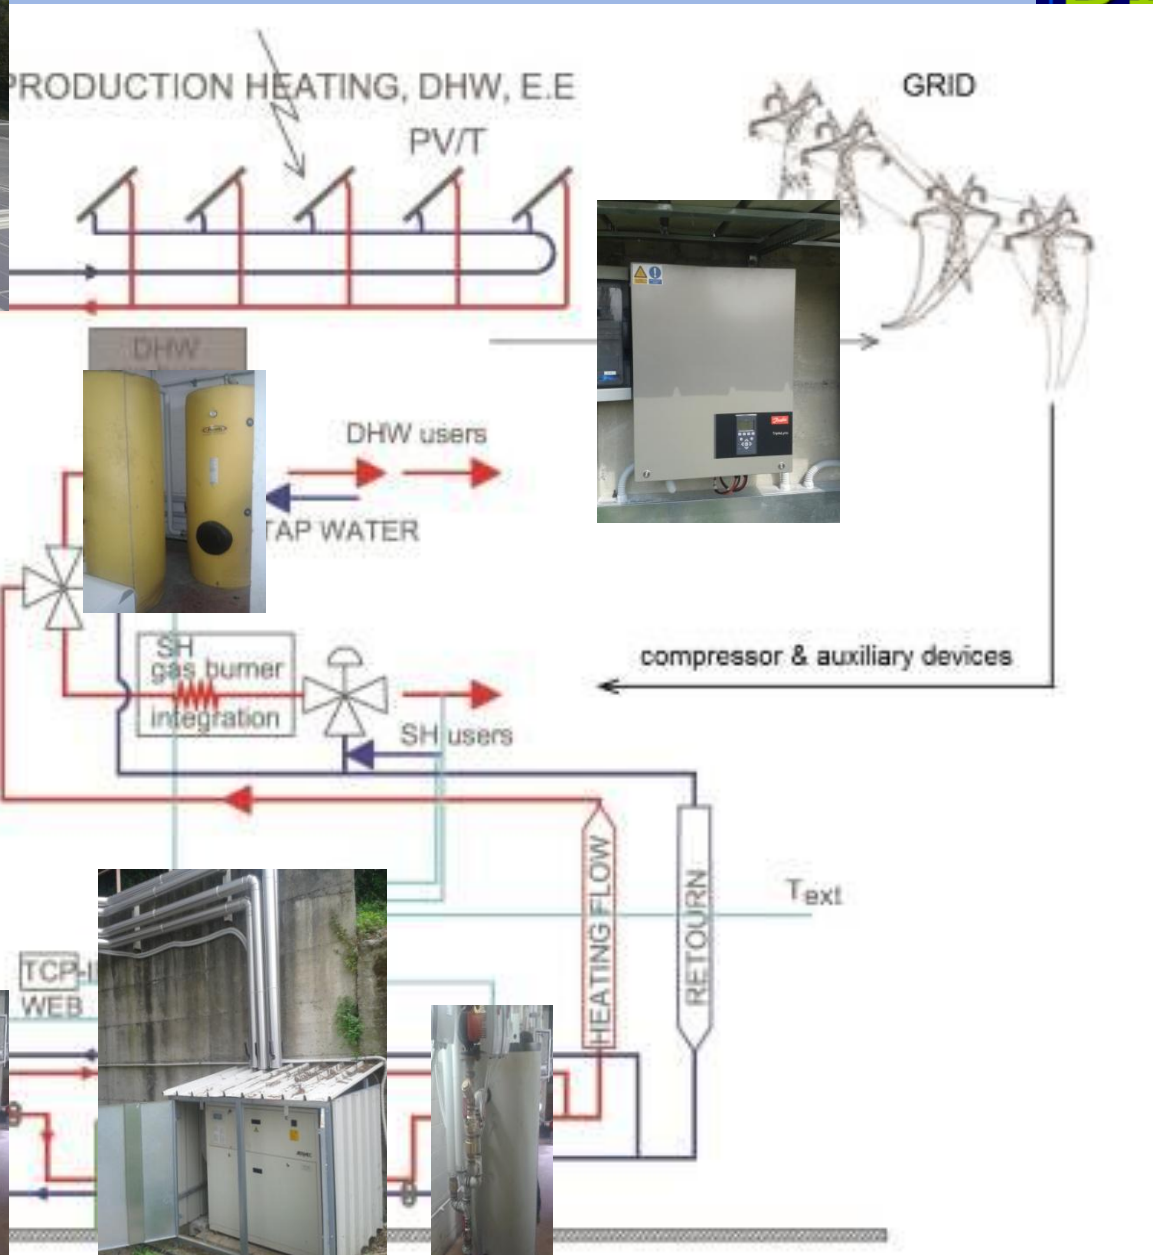 PRODUCTION HEATING, DHW, E.E
PV/T
GRID
DHW
DHW users
TAP WATER
SH
gas burner
integration
compressor & auxiliary devices
SH users
HEATING FLOW
RETOURN
Text
TCP-I
WEB